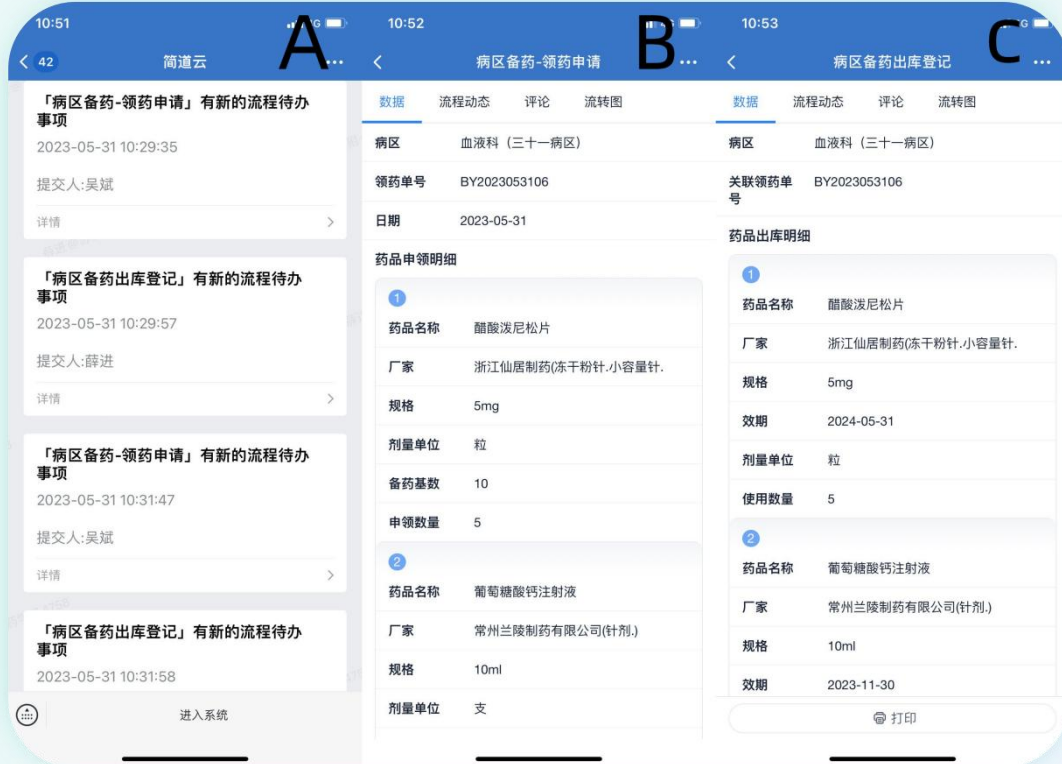 10:51
A
42
简道云
「病区备药-领药申请」有新的流程待办
事项
2023-05-31 10:29:35
提交人:吴斌
详情
「病区备药出库登记」有新的流程待办
事项
2023-05-31 10:29:57
提交人:薛进
详情
「病区备药-领药申请」有新的流程待办
事项
2023-05-31 10:31:47
提交人:吴斌
详情
「病区备药出库登记」有新的流程待办
事项
2023-05-31 10:31:58
进入系统
10:52
B
病区备药-领药申请
数据 流程动态 评论 流转图
病区 血液科（三十一病区）
领药单号 BY2023053106
日期 2023-05-31
药品申领明细
1
药品名称 醋酸泼尼松片
厂家 浙江仙居制药(冻干粉针.小容量针.
规格 5mg
剂量单位 粒
备药基数 10
申领数量 5
2
药品名称 葡萄糖酸钙注射液
厂家 常州兰陵制药有限公司(针剂.)
规格 10ml
剂量单位 支
10:53
C
病区备药出库登记
数据 流程动态 评论 流转图
病区 血液科（三十一病区）
关联领药单 BY2023053106
号
药品出库明细
1
药品名称 醋酸泼尼松片
厂家 浙江仙居制药(冻干粉针.小容量针.
规格 5mg
效期 2024-05-31
剂量单位 粒
使用数量 5
2
药品名称 葡萄糖酸钙注射液
厂家 常州兰陵制药有限公司(针剂.)
规格 10ml
效期 2023-11-30
打印